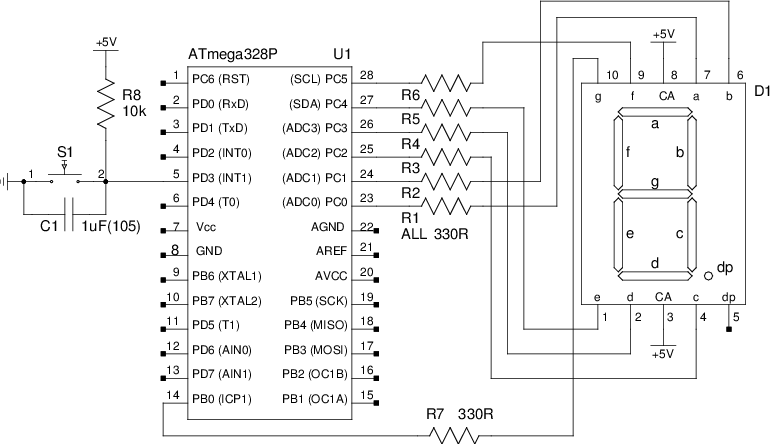 +5V
R8
10k
S1
1
2
C1
1uF(105)
ATmega328P U1
1 PC6 (RST)
2 PD0 (RxD)
3 PD1 (TxD)
4 PD2 (INT0)
5 PD3 (INT1)
6 PD4 (T0)
7 Vcc
8 GND
9 PB6 (XTAL1)
10 PB7 (XTAL2)
11 PD5 (T1)
12 PD6 (AIN0)
13 PD7 (AIN1)
14 PB0 (ICP1)
(SCL) PC5 28
(SDA) PC4 27
(ADC3) PC3 26
(ADC2) PC2 25
(ADC1) PC1 24
(ADC0) PC0 23
AGND 22
AREF 21
AVCC 20
PB5 (SCK) 19
PB4 (MISO) 18
PB3 (MOSI) 17
PB2 (OC1B) 16
PB1 (OC1A) 15
R6
R5
R4
R3
R2
R1
ALL 330R
R7 330R
+5V
10 9 8 7 6
D1
g f CA a b
a
f b
g
e c
d
dp
e d CA c dp
1 2 3 4 5
+5V